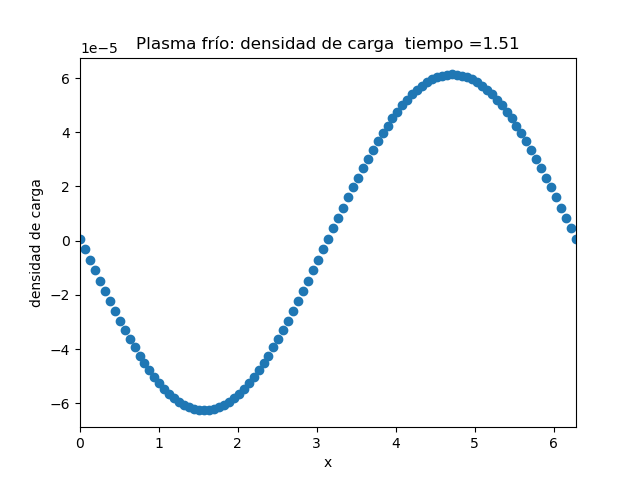 Plasma frío: densidad de carga  tiempo =1.51
1e−5
6
4
2
0
−2
−4
−6
densidad de carga
0 1 2 3 4 5 6
x